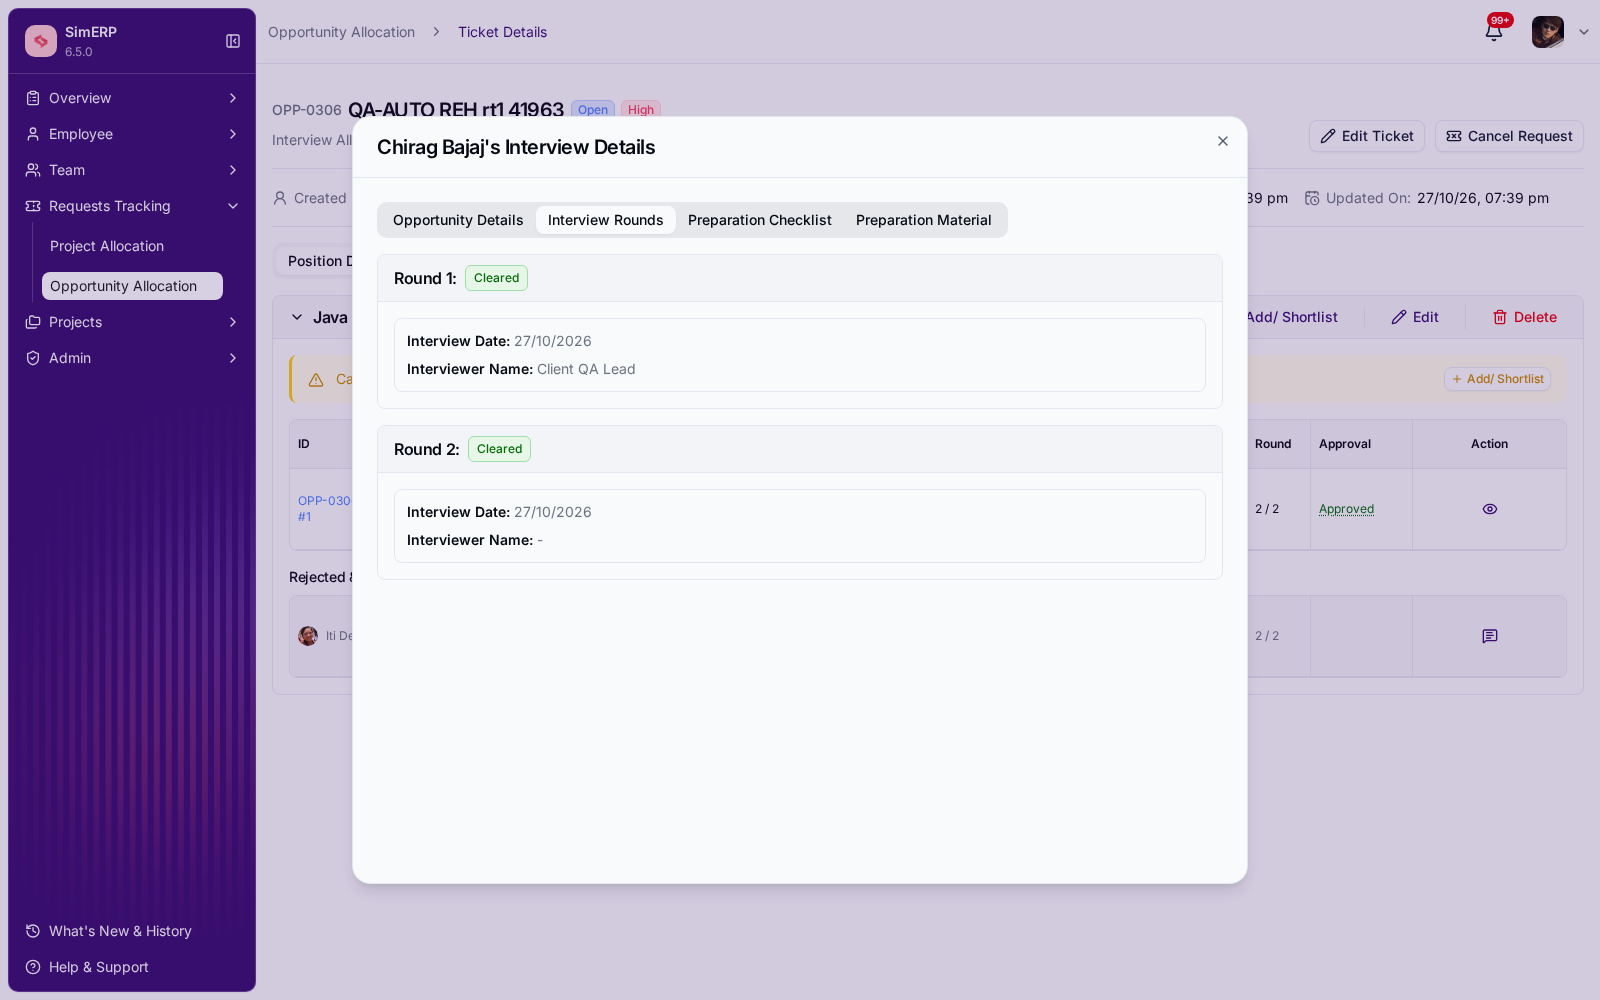 SimERP
6.5.0
Overview
Employee
Team
Requests Tracking
Project Allocation
Opportunity Allocation
Projects
Admin
What's New & History
Help & Support
Opportunity Allocation
Ticket Details
99+
OPP-0306 QA-AUTO REH rt1 41963 Open High
Interview
Edit Ticket
Cancel Request
Created
39 pm
Updated On: 27/10/26, 07:39 pm
Position
Java
Add/ Shortlist
Edit
Delete
+ Add/ Shortlist
ID
Round
Approval
Action
OPP-030
#1
2 / 2
Approved
Rejected
Iti
2 / 2
Chirag Bajaj's Interview Details
Opportunity Details
Interview Rounds
Preparation Checklist
Preparation Material
Round 1: Cleared
Interview Date: 27/10/2026
Interviewer Name: Client QA Lead
Round 2: Cleared
Interview Date: 27/10/2026
Interviewer Name: -